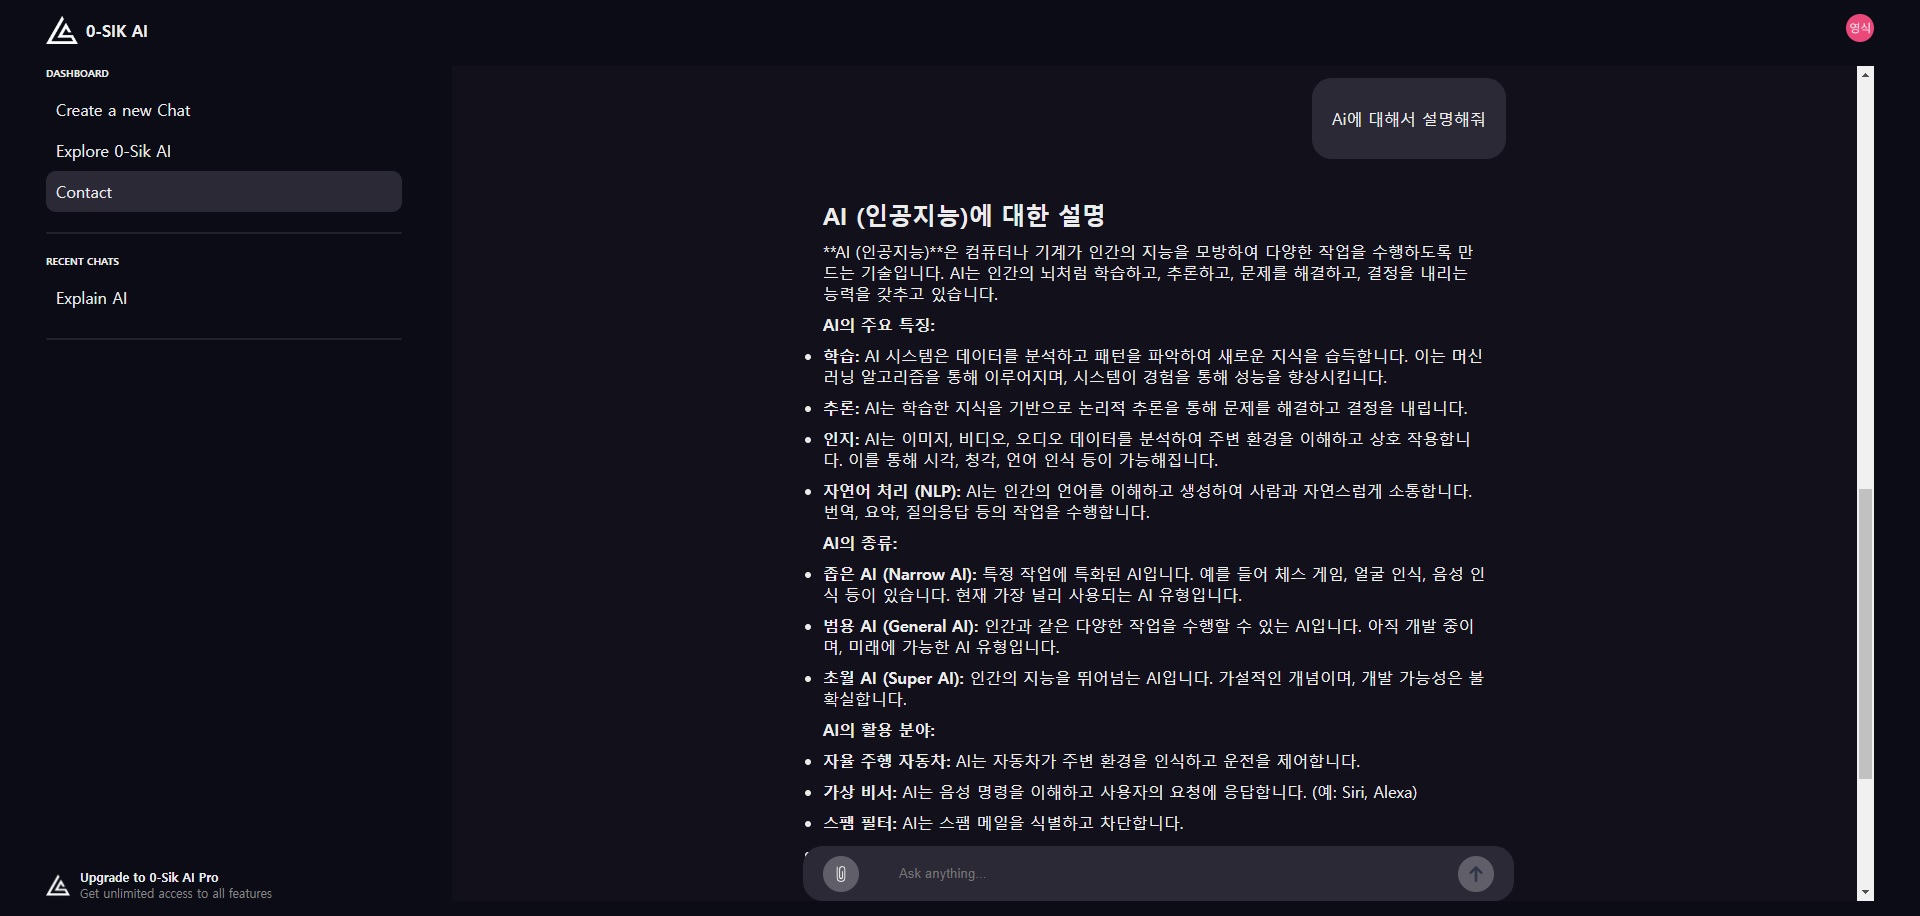 0-SIK AI
영식
DASHBOARD
Create a new Chat
Explore 0-Sik AI
Contact
RECENT CHATS
Explain AI
Upgrade to 0-Sik AI Pro
Get unlimited access to all features
Ai에 대해서 설명해줘
AI (인공지능)에 대한 설명
**AI (인공지능)**은 컴퓨터나 기계가 인간의 지능을 모방하여 다양한 작업을 수행하도록 만
드는 기술입니다. AI는 인간의 뇌처럼 학습하고, 추론하고, 문제를 해결하고, 결정을 내리는
능력을 갖추고 있습니다.
AI의 주요 특징:
• 학습: AI 시스템은 데이터를 분석하고 패턴을 파악하여 새로운 지식을 습득합니다. 이는 머신
러닝 알고리즘을 통해 이루어지며, 시스템이 경험을 통해 성능을 향상시킵니다.
• 추론: AI는 학습한 지식을 기반으로 논리적 추론을 통해 문제를 해결하고 결정을 내립니다.
• 인지: AI는 이미지, 비디오, 오디오 데이터를 분석하여 주변 환경을 이해하고 상호 작용합니
다. 이를 통해 시각, 청각, 언어 인식 등이 가능해집니다.
• 자연어 처리 (NLP): AI는 인간의 언어를 이해하고 생성하여 사람과 자연스럽게 소통합니다.
번역, 요약, 질의응답 등의 작업을 수행합니다.
AI의 종류:
• 좁은 AI (Narrow AI): 특정 작업에 특화된 AI입니다. 예를 들어 체스 게임, 얼굴 인식, 음성 인
식 등이 있습니다. 현재 가장 널리 사용되는 AI 유형입니다.
• 범용 AI (General AI): 인간과 같은 다양한 작업을 수행할 수 있는 AI입니다. 아직 개발 중이
며, 미래에 가능한 AI 유형입니다.
• 초월 AI (Super AI): 인간의 지능을 뛰어넘는 AI입니다. 가설적인 개념이며, 개발 가능성은 불
확실합니다.
AI의 활용 분야:
• 자율 주행 자동차: AI는 자동차가 주변 환경을 인식하고 운전을 제어합니다.
• 가상 비서: AI는 음성 명령을 이해하고 사용자의 요청에 응답합니다. (예: Siri, Alexa)
• 스팸 필터: AI는 스팸 메일을 식별하고 차단합니다.
Ask anything...